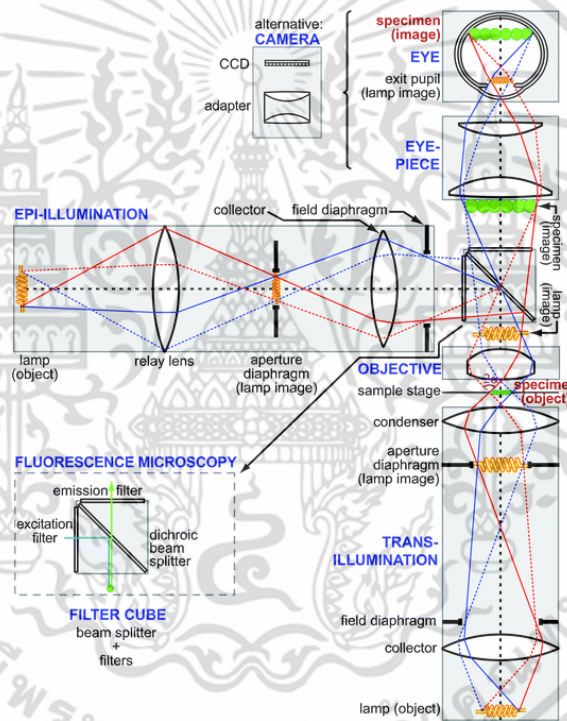 alternative:
CAMERA
CCD
adapter
specimen
(image)
EYE
exit pupil
(lamp image)
EYE-
PIECE
specimen
(image)
lamp
(image)
EPI-ILLUMINATION
collector
field diaphragm
lamp
(object)
relay lens
aperture
diaphragm
(lamp image)
OBJECTIVE
sample stage
specimen
(object)
condenser
aperture
diaphragm
(lamp image)
TRANS-
ILLUMINATION
field diaphragm
collector
lamp (object)
FLUORESCENCE MICROSCOPY
emission filter
excitation
filter
dichroic
beam
splitter
FILTER CUBE
beam splitter
+
filters